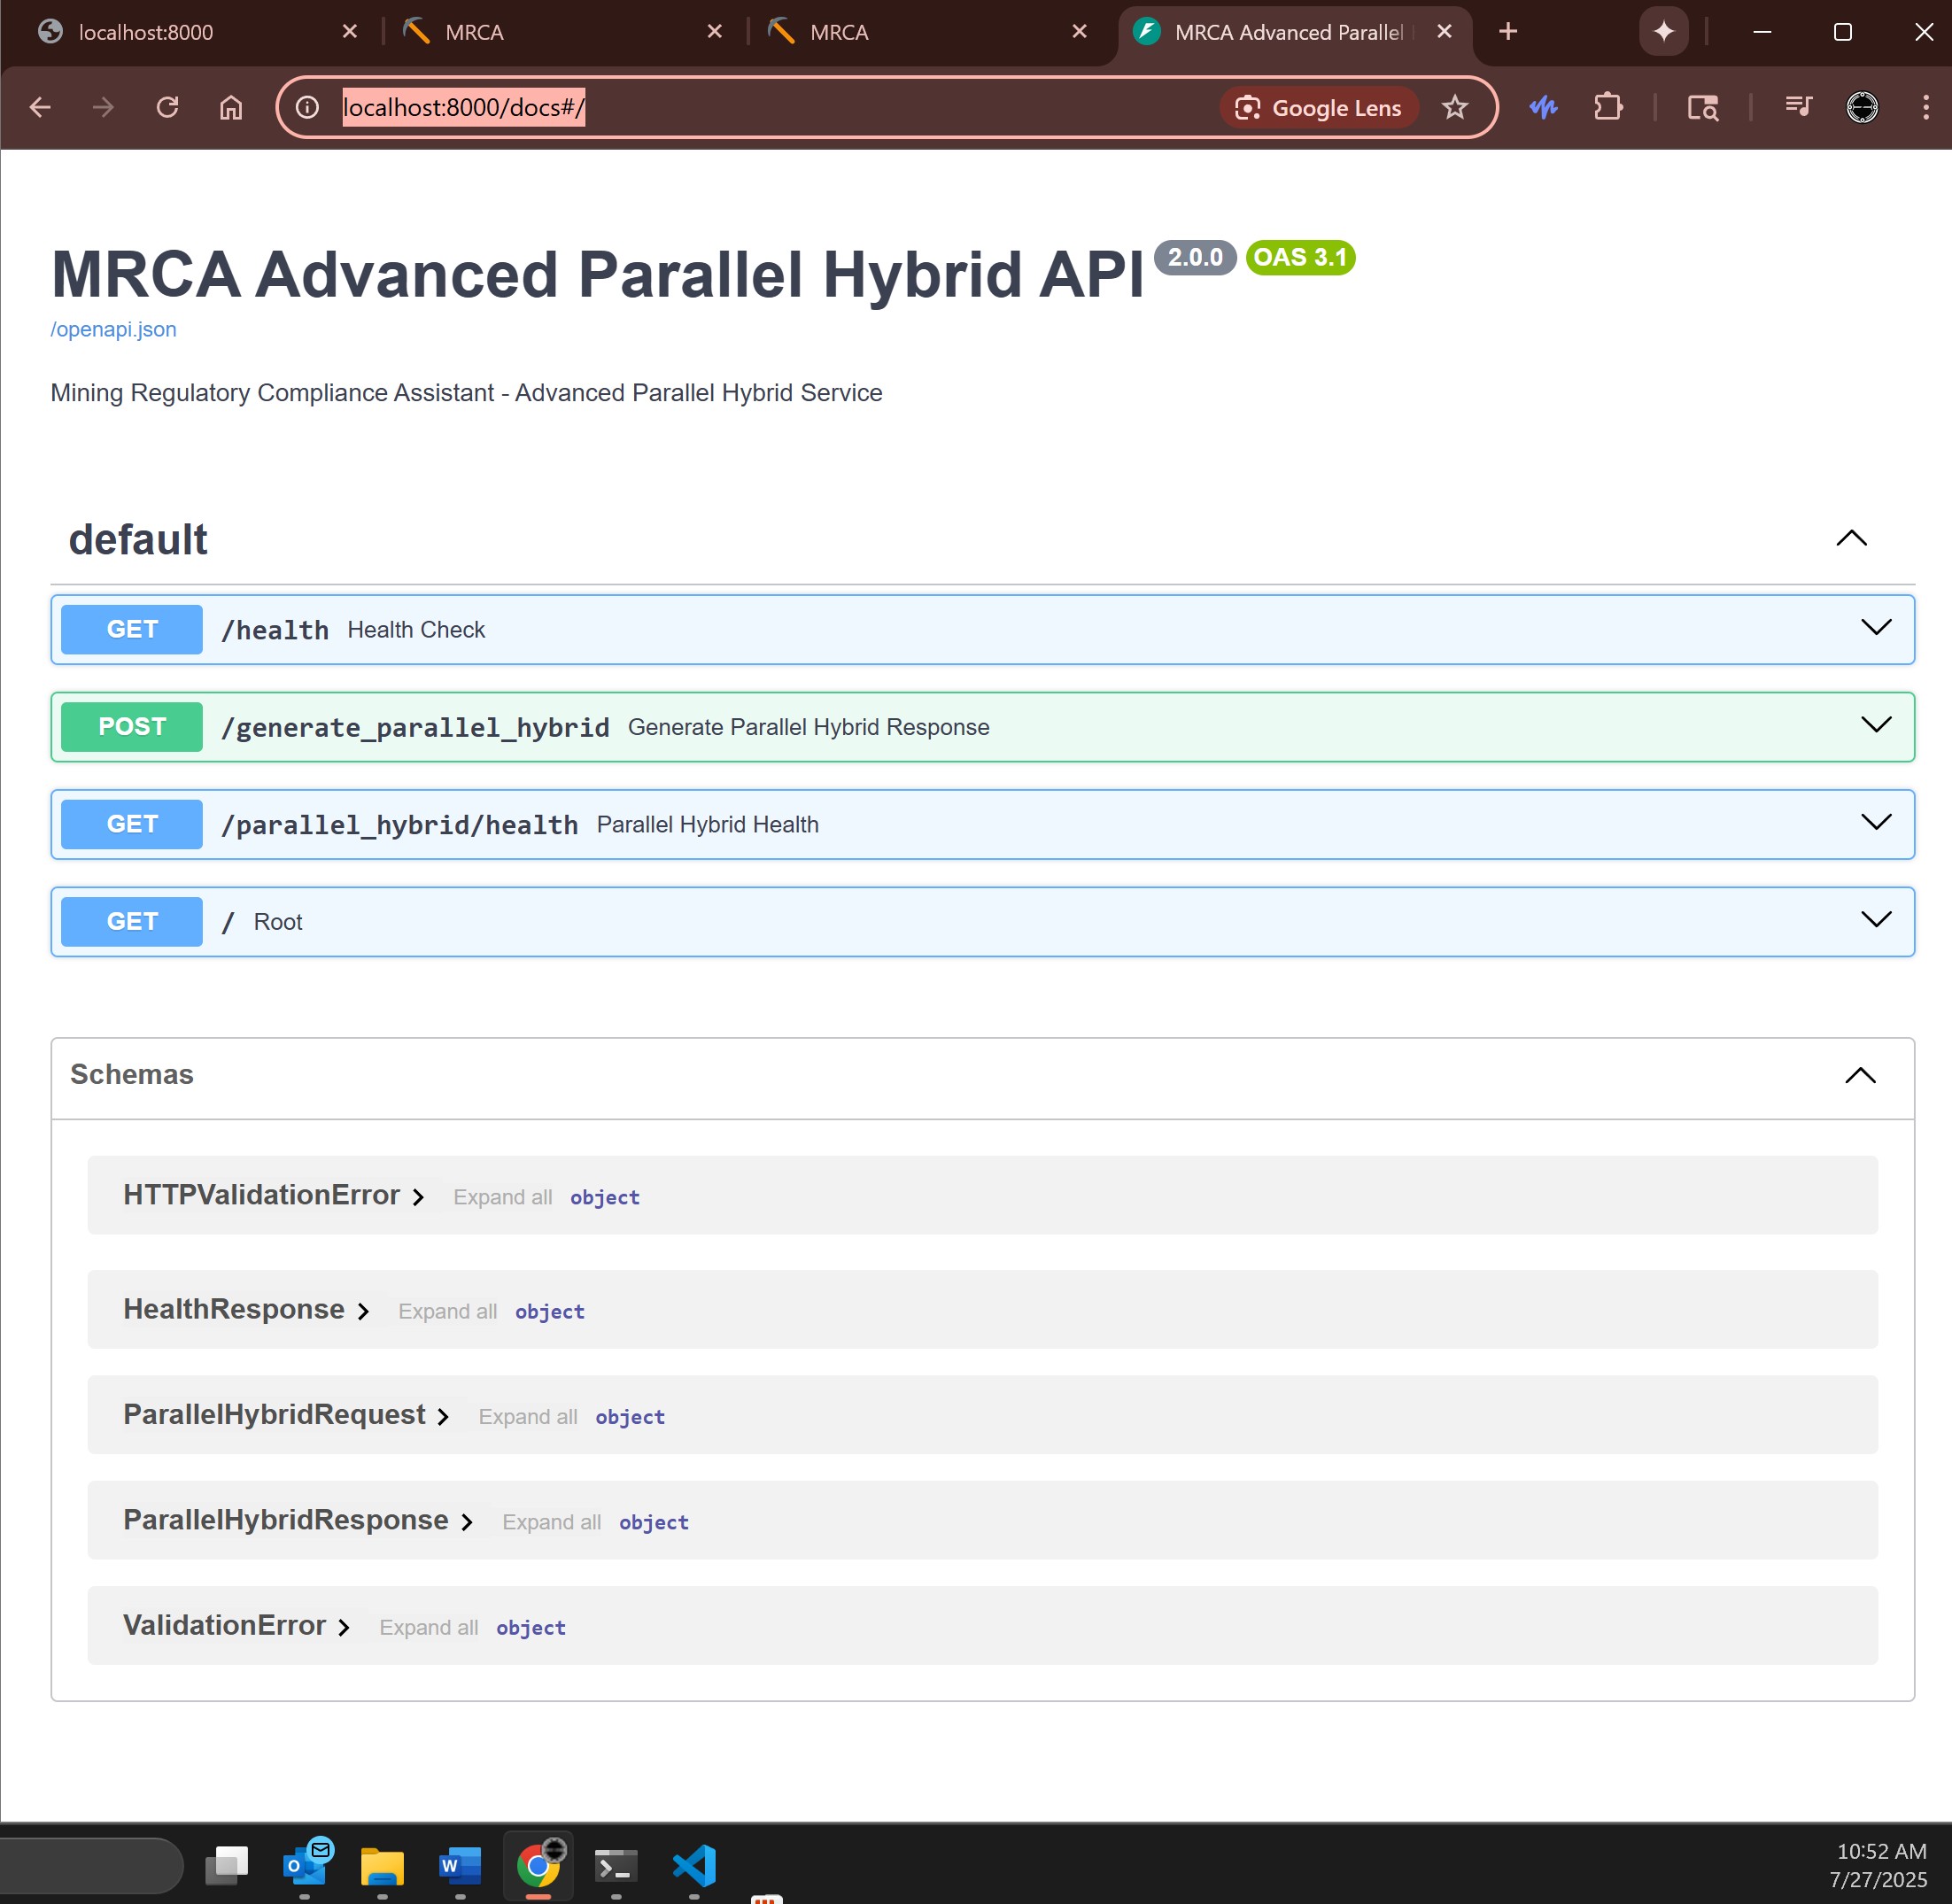 localhost:8000
MRCA
MRCA
MRCA Advanced Parallel
localhost:8000/docs#/
Google Lens
MRCA Advanced Parallel Hybrid API 2.0.0 OAS 3.1
/openapi.json
Mining Regulatory Compliance Assistant - Advanced Parallel Hybrid Service
default
GET /health Health Check
POST /generate_parallel_hybrid Generate Parallel Hybrid Response
GET /parallel_hybrid/health Parallel Hybrid Health
GET / Root
Schemas
HTTPValidationError Expand all object
HealthResponse Expand all object
ParallelHybridRequest Expand all object
ParallelHybridResponse Expand all object
ValidationError Expand all object
10:52 AM
7/27/2025